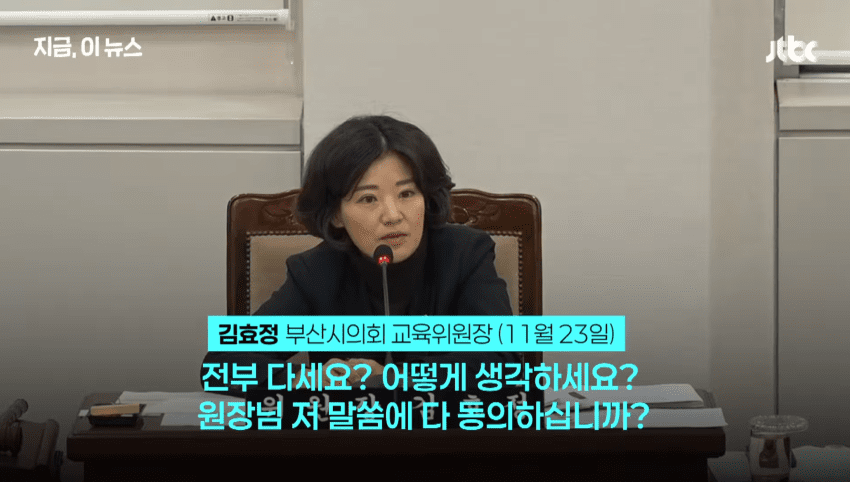 지금, 이 뉴스
jtbc
김효정 부산시의회 교육위원장 (11월 23일)
전부 다세요? 어떻게 생각하세요?
원장님 저 말씀에 다 동의하십니까?